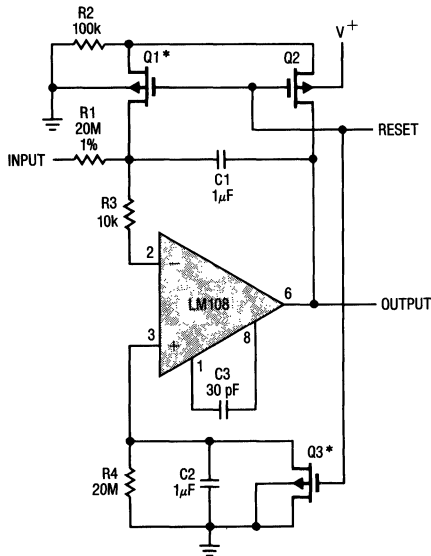 R2
100k
Q1*
Q2
V+
R1
20M
1%
RESET
INPUT
C1
1μF
R3
10k
2
−
LM108
6
OUTPUT
3
+
8
1
C3
30 pF
Q3*
R4
20M
C2
1μF